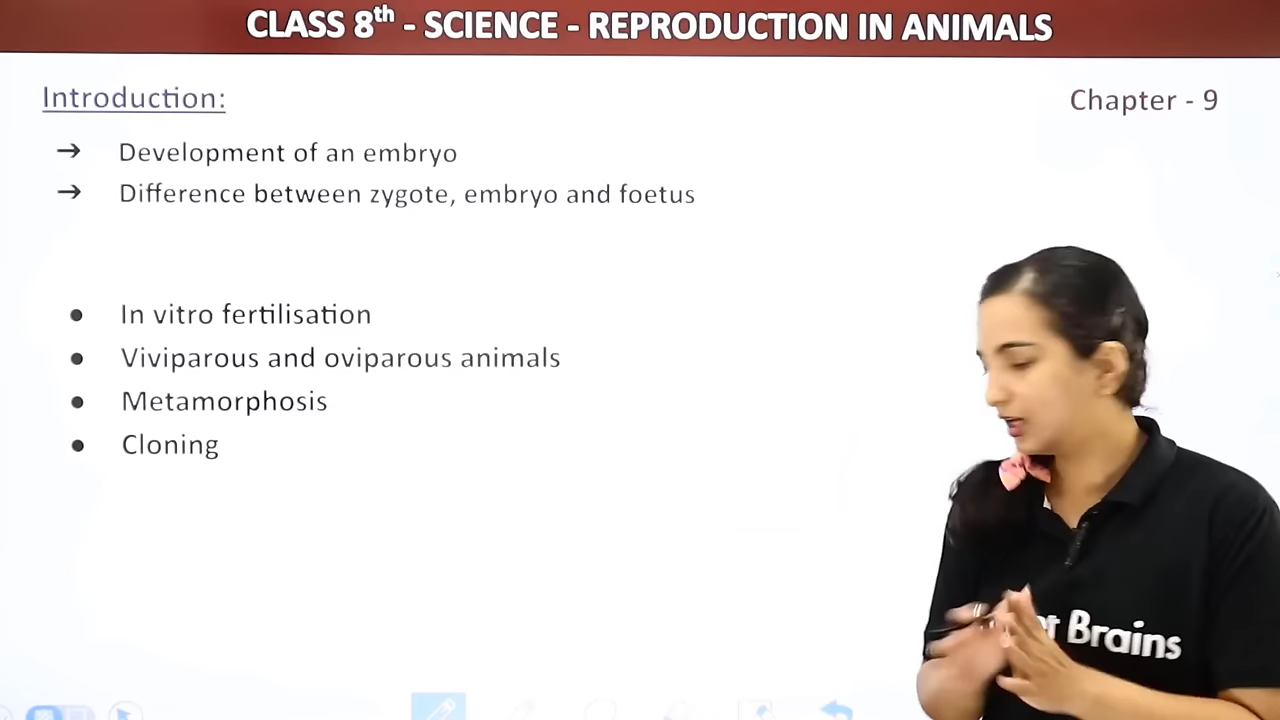 CLASS 8th - SCIENCE - REPRODUCTION IN ANIMALS
Introduction:
Chapter - 9
→ Development of an embryo
→ Difference between zygote, embryo and foetus
● In vitro fertilisation
● Viviparous and oviparous animals
● Metamorphosis
● Cloning
Brains